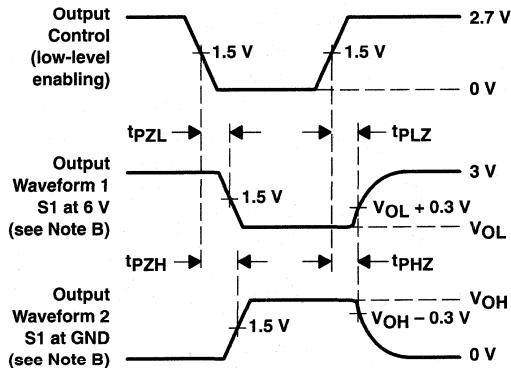 Output
Control
(low-level
enabling)
1.5 V
1.5 V
2.7 V
0 V
tPZL
tPLZ
Output
Waveform 1
S1 at 6 V
(see Note B)
1.5 V
3 V
VOL + 0.3 V
VOL
tPZH
tPHZ
Output
Waveform 2
S1 at GND
(see Note B)
1.5 V
VOH
VOH − 0.3 V
0 V